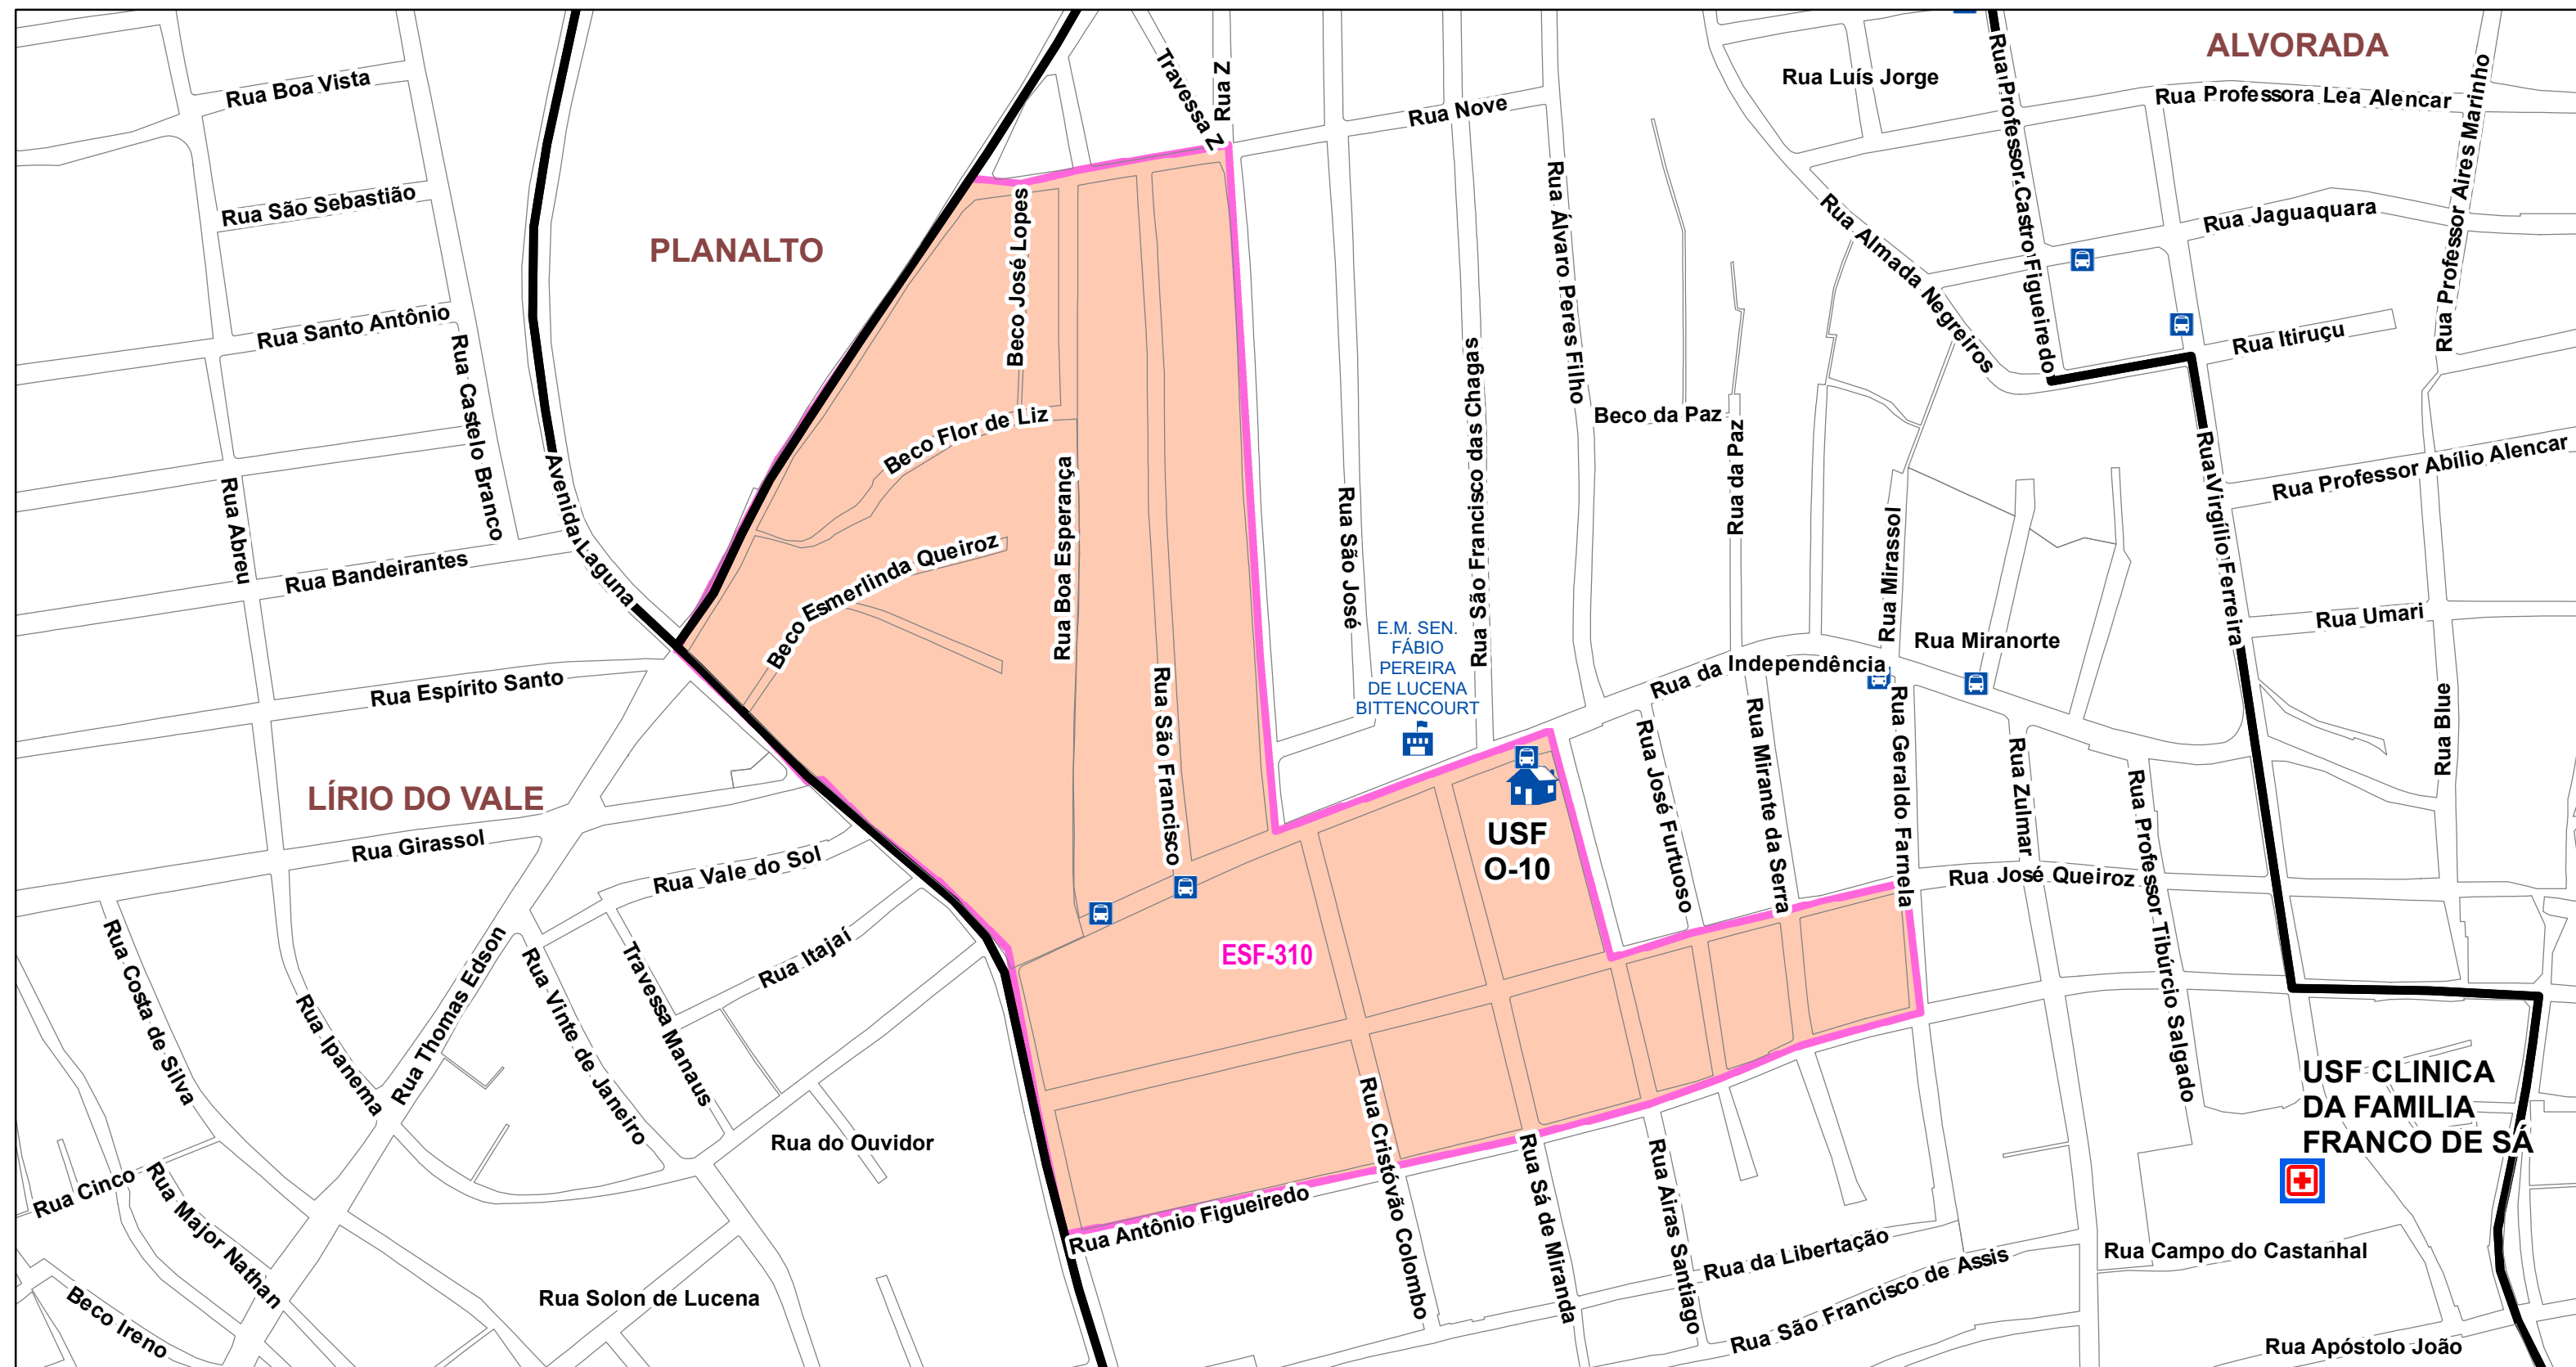 ALVORADA
Rua Boa Vista
Travessa Z
Rua Z
Rua Nove
Rua Luís Jorge
Rua Professor Castro Figueiredo
Rua Professora Lea Alencar
Rua Professor Aires Marinho
Rua São Sebastião
PLANALTO
Beco José Lopes
Rua Álvaro Peres Filho
Rua Almada Negreiros
Rua Jaguaquara
Rua Santo Antônio
Rua Castelo Branco
Rua Itiruçu
Beco Flor de Liz
Beco da Paz
Rua da Paz
Rua São Francisco das Chagas
Rua Virgílio Ferreira
Rua Professor Abílio Alencar
Rua Abreu
Avenida Laguna
Rua Boa Esperança
Rua São José
Rua Mirassol
Rua Bandeirantes
Beco Esmerlinda Queiroz
E.M. SEN.
FÁBIO
PEREIRA
DE LUCENA
BITTENCOURT
Rua Miranorte
Rua Umari
Rua da Independência
Rua Espírito Santo
Rua São Francisco
Rua José Furtuoso
Rua Mirante da Serra
Rua Geraldo Farnela
Rua Zulmar
Rua Blue
LÍRIO DO VALE
Rua Girassol
Rua Vale do Sol
USF
O-10
Rua José Queiroz
Rua Professor Tibúrcio Salgado
ESF-310
Rua Costa de Silva
Rua Ipanema
Rua Thomas Edson
Rua Vinte de Janeiro
Travessa Manaus
Rua Itajaí
Rua do Ouvidor
Rua Cristóvão Colombo
Rua Sá de Miranda
Rua Airas Santiago
USF CLINICA
DA FAMILIA
FRANCO DE SÁ
Rua Cinco
Rua Major Nathan
Rua Antônio Figueiredo
Rua da Libertação
Rua São Francisco de Assis
Rua Campo do Castanhal
Beco Ireno
Rua Solon de Lucena
Rua Apóstolo João